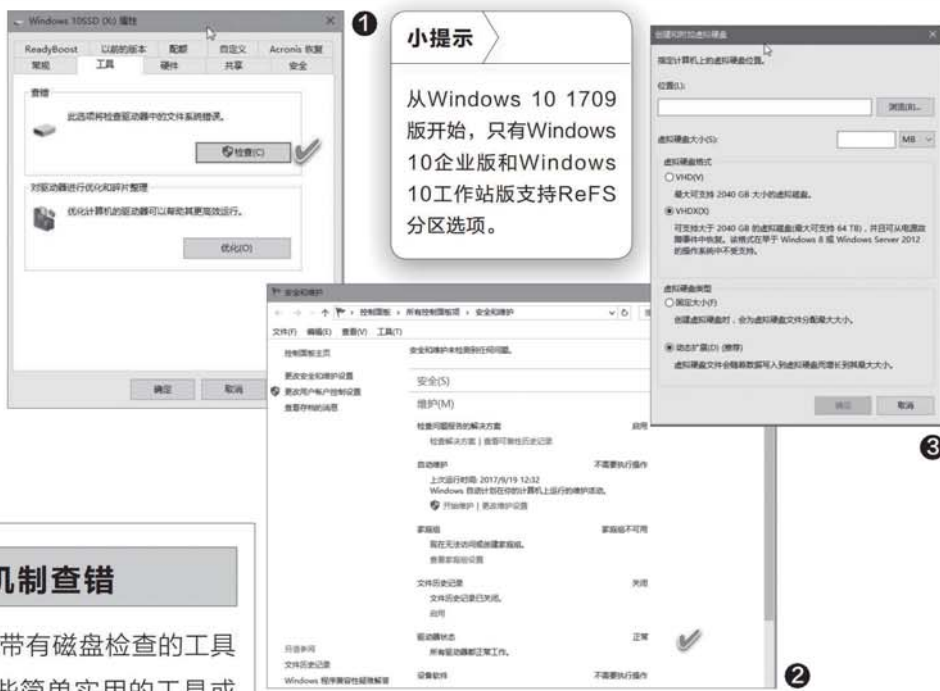 Windows 10SSD (X:) 属性
ReadyBoost 以前的版本 配额 自定义 Acronis 恢复
常规 工具 硬件 共享 安全
查错
此选项将检查驱动器中的文件系统错误。
检查(C)
对驱动器进行优化和碎片整理
优化计算机的驱动器可以帮助其更高效运行。
优化(O)
确定 取消
❶
小提示
从Windows 10 1709
版开始，只有Windows
10企业版和Windows
10工作站版支持ReFS
分区选项。
创建和附加虚拟硬盘
指定计算机上的虚拟硬盘位置。
位置(L):
浏览(B)...
虚拟硬盘大小(S):
MB
虚拟硬盘格式
VHD(V)
最大可支持 2040 GB 大小的虚拟磁盘。
VHDX(X)
可支持大于 2040 GB 的虚拟磁盘(最大可支持 64 TB)，并且可从电源故
障事件中恢复。该格式在早于 Windows 8 或 Windows Server 2012
的操作系统中不受支持。
虚拟硬盘类型
固定大小(F)
创建虚拟硬盘时，会为虚拟硬盘文件分配最大大小。
动态扩展(D) (推荐)
虚拟硬盘文件会随着数据写入到虚拟硬盘而增长到其最大大小。
确定 取消
❸
安全和维护
控制面板 › 所有控制面板项 › 安全和维护
文件(F) 编辑(E) 查看(V) 工具(T)
控制面板主页
更改安全和维护设置
更改用户帐户控制设置
查看存档的消息
安全和维护未检测到任何问题。
安全(S)
维护(M)
检查问题报告的解决方案 启用
检查解决方案 | 查看可靠性历史记录
自动维护 不需要执行操作
上次运行时间: 2017/9/19 12:32
Windows 自动计划在你的计算机上运行的维护活动。
开始维护 | 更改维护设置
家庭组 家庭组不可用
现在无法访问或创建家庭组。
查看家庭组设置
文件历史记录 关闭
文件历史记录已关闭。
启用
驱动器状态 正常
所有驱动器都正常工作。
设备软件 不需要执行操作
另请参阅
文件历史记录
Windows 程序兼容性疑难解答
❷
机制查错
带有磁盘检查的工具
些简单实用的工具或